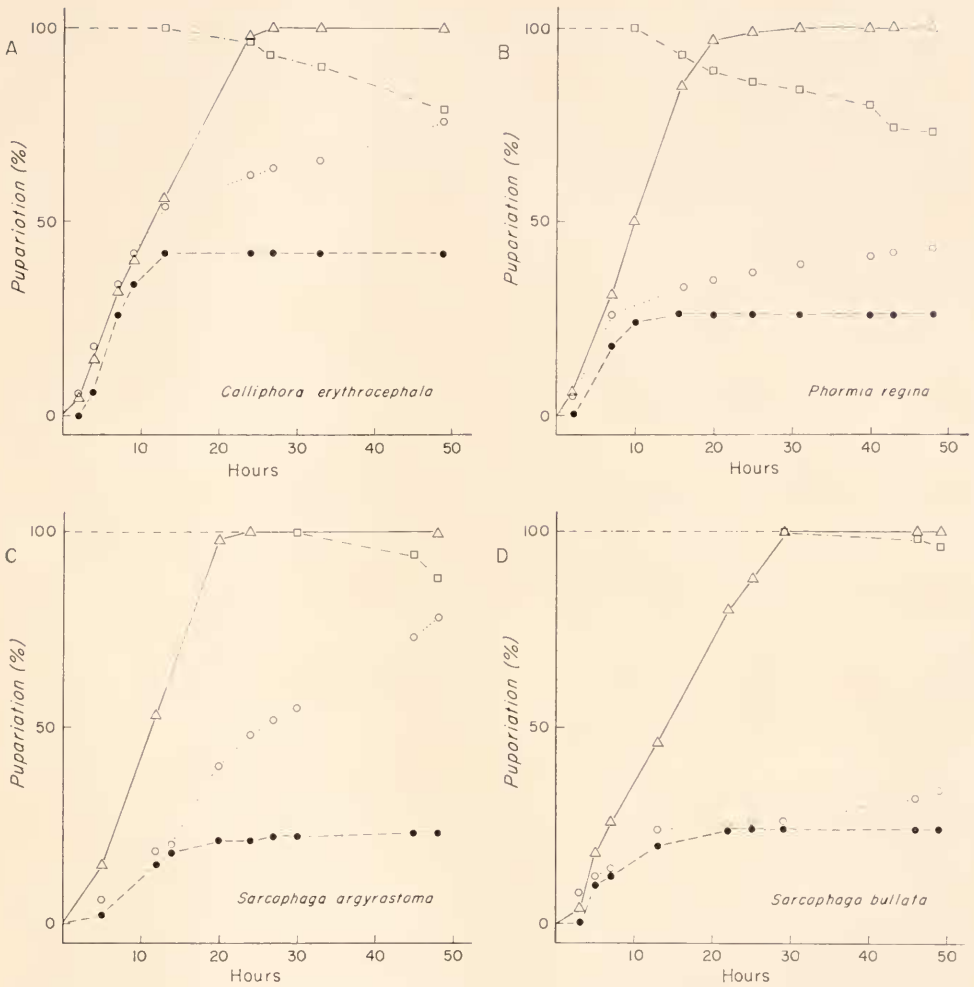 A
100
50
0
Pupariation (%)
10 20 30 40 50
Hours
Calliphora erythrocephala
B
100
50
0
Pupariation (%)
10 20 30 40 50
Hours
Phormia regina
C
100
50
0
Pupariation (%)
10 20 30 40 50
Hours
Sarcophaga argyrostoma
D
100
50
0
Pupariation (%)
10 20 30 40 50
Hours
Sarcophaga bullata